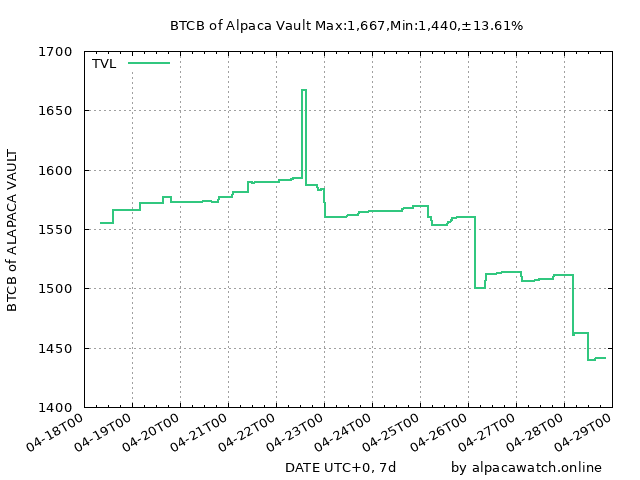 BTCB of Alpaca Vault Max:1,667,Min:1,440,±13.61%
1700
TVL
1650
1600
1550
1500
1450
1400
BTCB of ALAPACA VAULT
04-18T00
04-19T00
04-20T00
04-21T00
04-22T00
04-23T00
04-24T00
04-25T00
04-26T00
04-27T00
04-28T00
04-29T00
DATE UTC+0, 7d
by alpacawatch.online